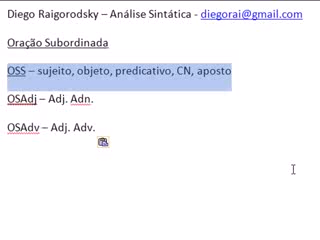 Diego Raigorodsky – Análise Sintática - diegorai@gmail.com
Oração Subordinada
OSS – sujeito, objeto, predicativo, CN, aposto
OSAdj – Adj. Adn.
OSAdv – Adj. Adv.